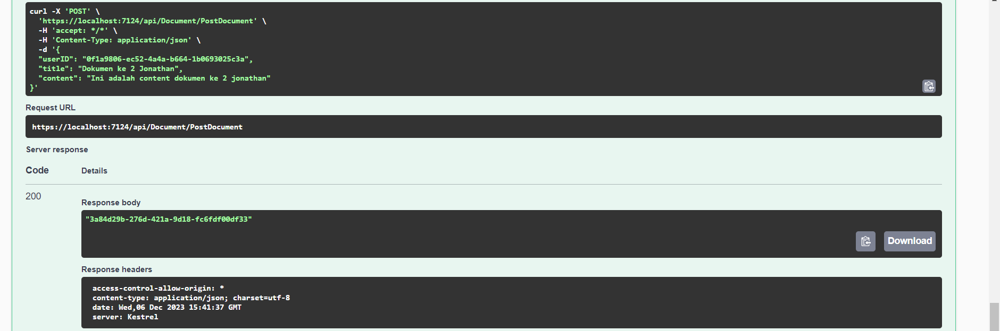 curl -X 'POST' \
  'https://localhost:7124/api/Document/PostDocument' \
  -H 'accept: */*' \
  -H 'Content-Type: application/json' \
  -d '{
  "userID": "0f1a9806-ec52-4a4a-b664-1b0693025c3a",
  "title": "Dokumen ke 2 Jonathan",
  "content": "Ini adalah content dokumen ke 2 jonathan"
}'
Request URL
https://localhost:7124/api/Document/PostDocument
Server response
Code Details
200
Response body
"3a84d29b-276d-421a-9d18-fc6fdf00df33"
Download
Response headers
access-control-allow-origin: *
content-type: application/json; charset=utf-8
date: Wed,06 Dec 2023 15:41:37 GMT
server: Kestrel